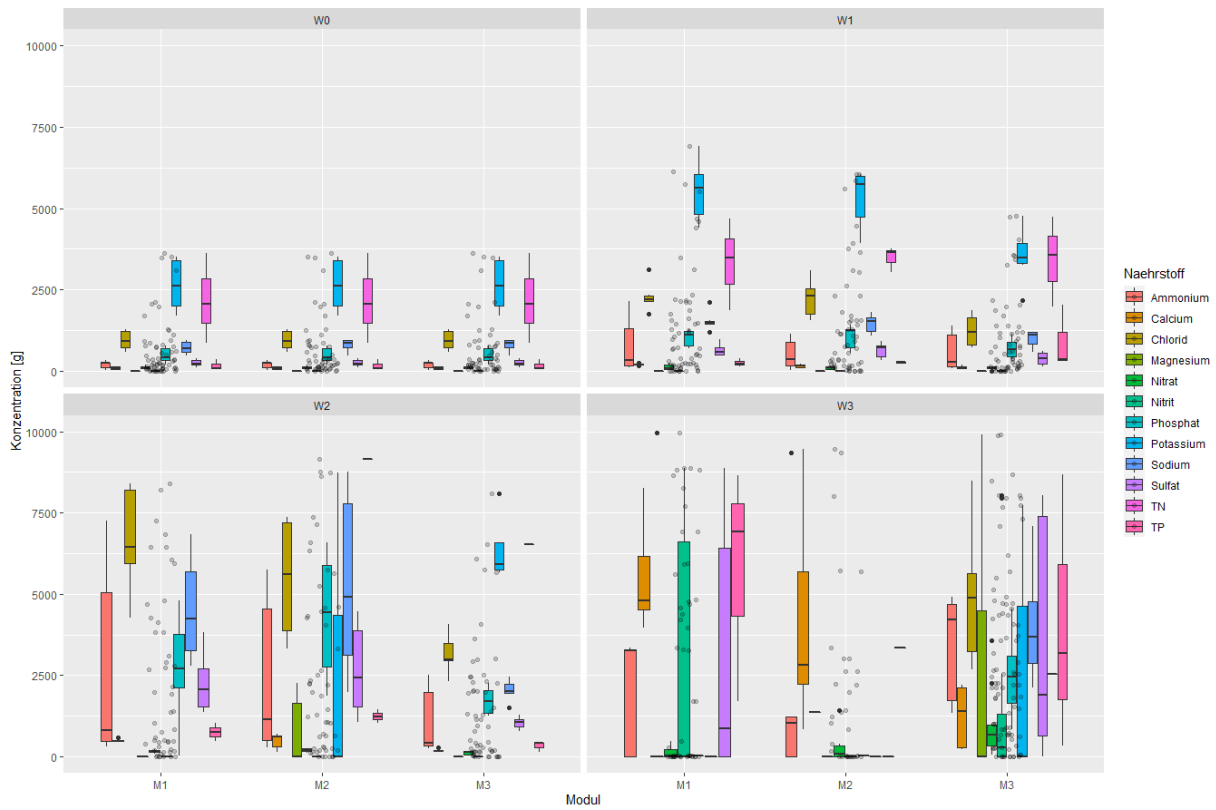 W0
W1
10000
7500
5000
2500
0
W2
W3
10000
7500
5000
2500
0
Konzentration [g]
M1
M2
M3
M1
M2
M3
Modul
Naehrstoff
Ammonium
Calcium
Chlorid
Magnesium
Nitrat
Nitrit
Phosphat
Potassium
Sodium
Sulfat
TN
TP